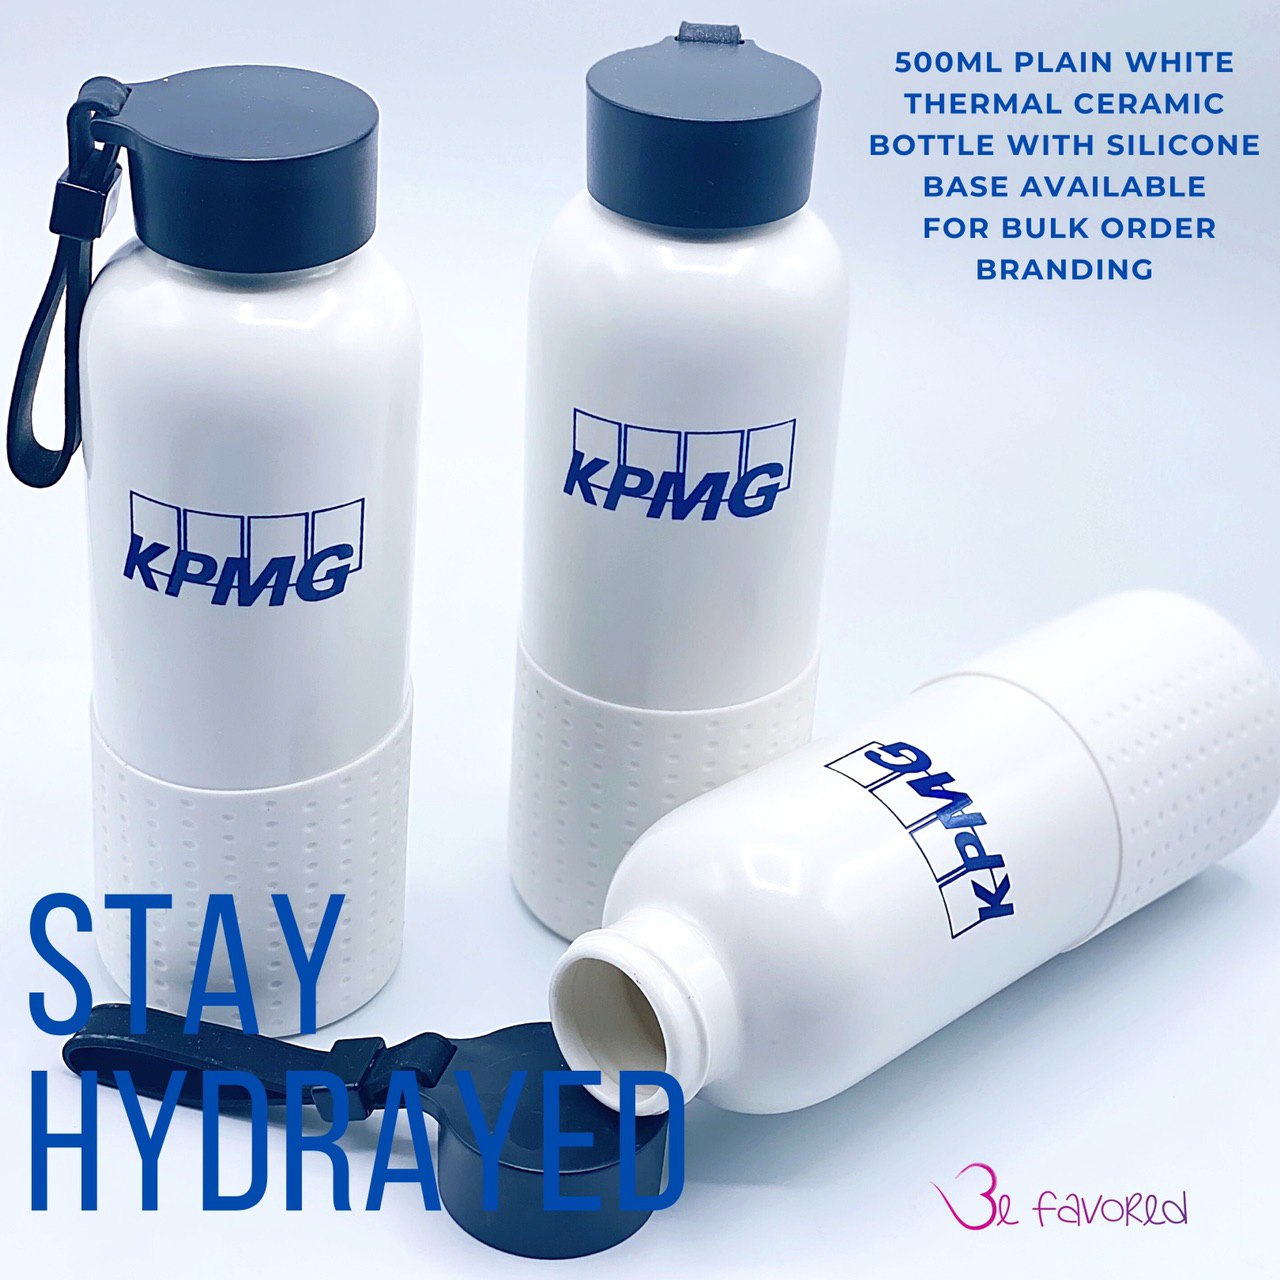 500ML PLAIN WHITE
THERMAL CERAMIC
BOTTLE WITH SILICONE
BASE AVAILABLE
FOR BULK ORDER
BRANDING
KPMG
KPMG
KPMG
STAY
HYDRAYED
Be favored